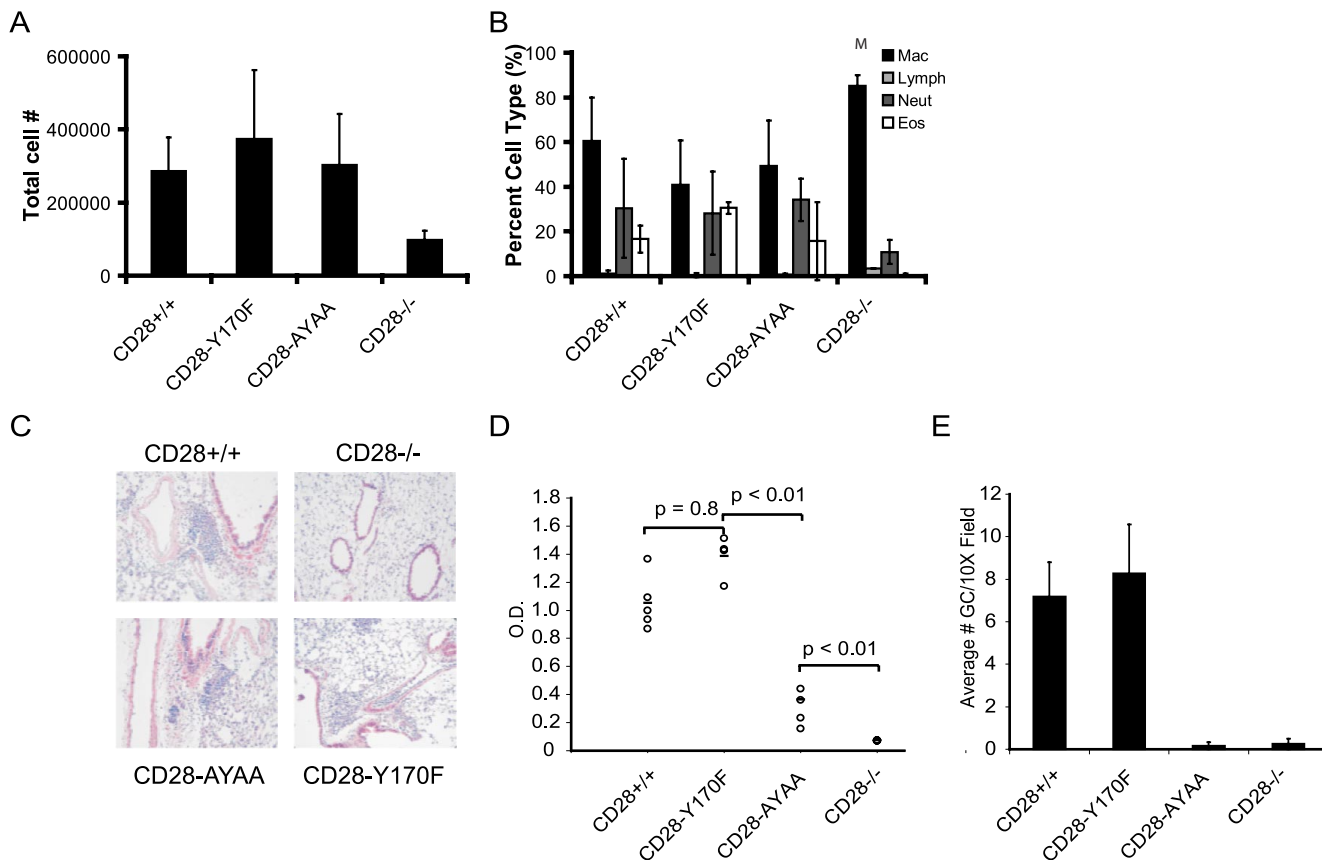 A
Total cell #
600000
400000
200000
0
CD28+/+
CD28-Y170F
CD28-AYAA
CD28-/-
B
Percent Cell Type (%)
100
80
60
40
20
0
M
Mac
Lymph
Neut
Eos
CD28+/+
CD28-Y170F
CD28-AYAA
CD28-/-
C
CD28+/+
CD28-/-
CD28-AYAA
CD28-Y170F
D
O.D.
1.8
1.6
1.4
1.2
1.0
0.8
0.6
0.4
0.2
0
p = 0.8
p < 0.01
p < 0.01
CD28+/+
CD28-Y170F
CD28-AYAA
CD28-/-
E
Average # GC/10X Field
12
10
8
6
4
2
0
-
CD28+/+
CD28-Y170F
CD28-AYAA
CD28-/-